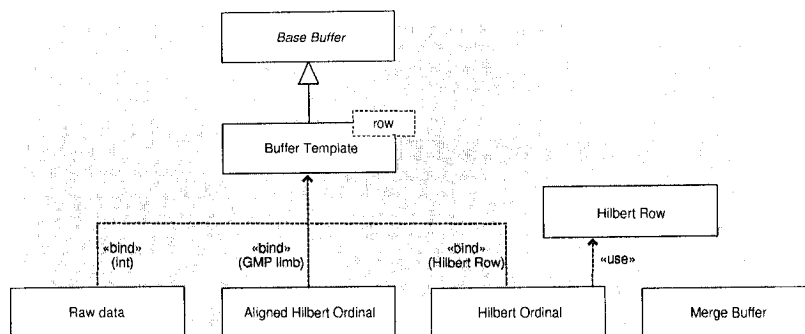 Base Buffer
row
Buffer Template
Hilbert Row
«bind»
(int)
«bind»
(GMP limb)
«bind»
(Hilbert Row)
«use»
Raw data
Aligned Hilbert Ordinal
Hilbert Ordinal
Merge Buffer